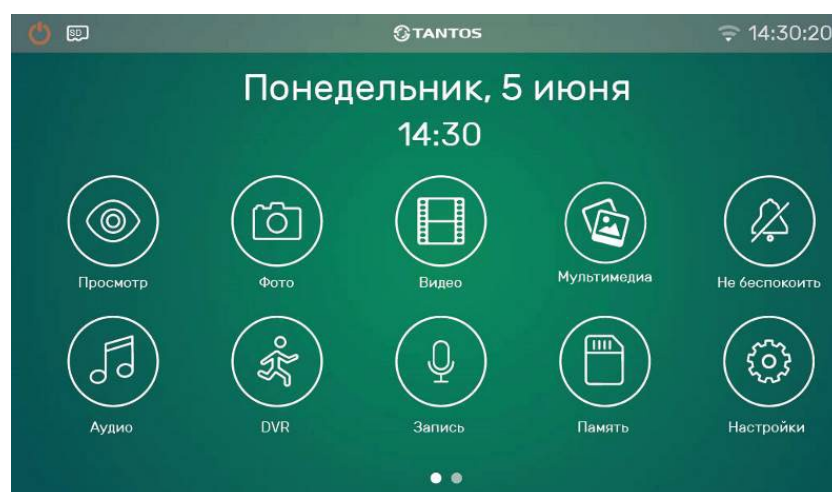 SD
TANTOS
14:30:20
Понедельник, 5 июня
14:30
Просмотр
Фото
Видео
Мультимедиа
Не беспокоить
Аудио
DVR
Запись
Память
Настройки